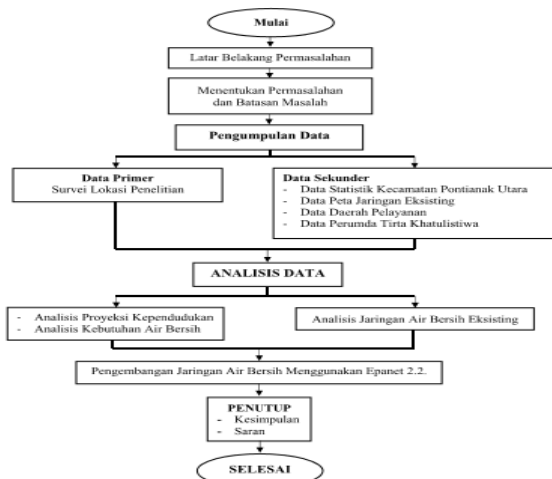 Mulai
Latar Belakang Permasalahan
Menentukan Permasalahan
dan Batasan Masalah
Pengumpulan Data
Data Primer
Survei Lokasi Penelitian
Data Sekunder
- Data Statistik Kecamatan Pontianak Utara
- Data Peta Jaringan Eksisting
- Data Daerah Pelayanan
- Data Perumda Tirta Khatulistiwa
ANALISIS DATA
- Analisis Proyeksi Kependudukan
- Analisis Kebutuhan Air Bersih
Analisis Jaringan Air Bersih Eksisting
Pengembangan Jaringan Air Bersih Menggunakan Epanet 2.2.
PENUTUP
- Kesimpulan
- Saran
SELESAI